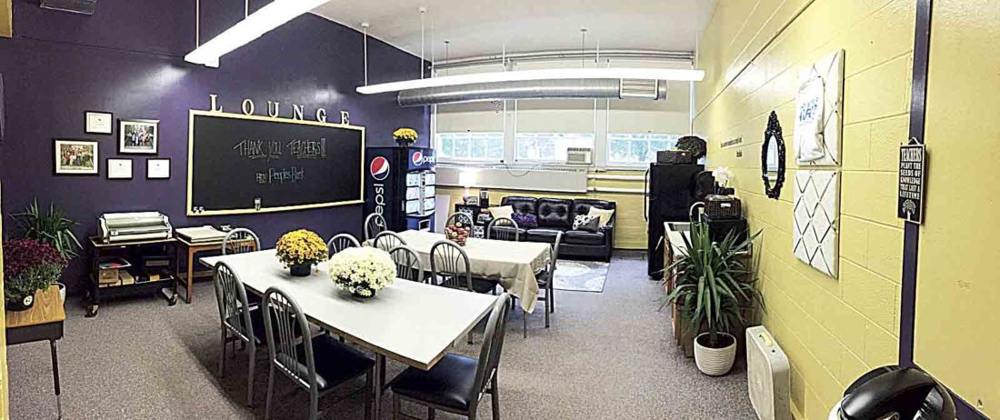 LOUNGE
THANK YOU TEACHERS!!!
FROM Peoples Bank
pepsi
pepsi
TEACHERS
PLANT
THE SEEDS OF
KNOWLEDGE
THAT LAST A
LIFETIME